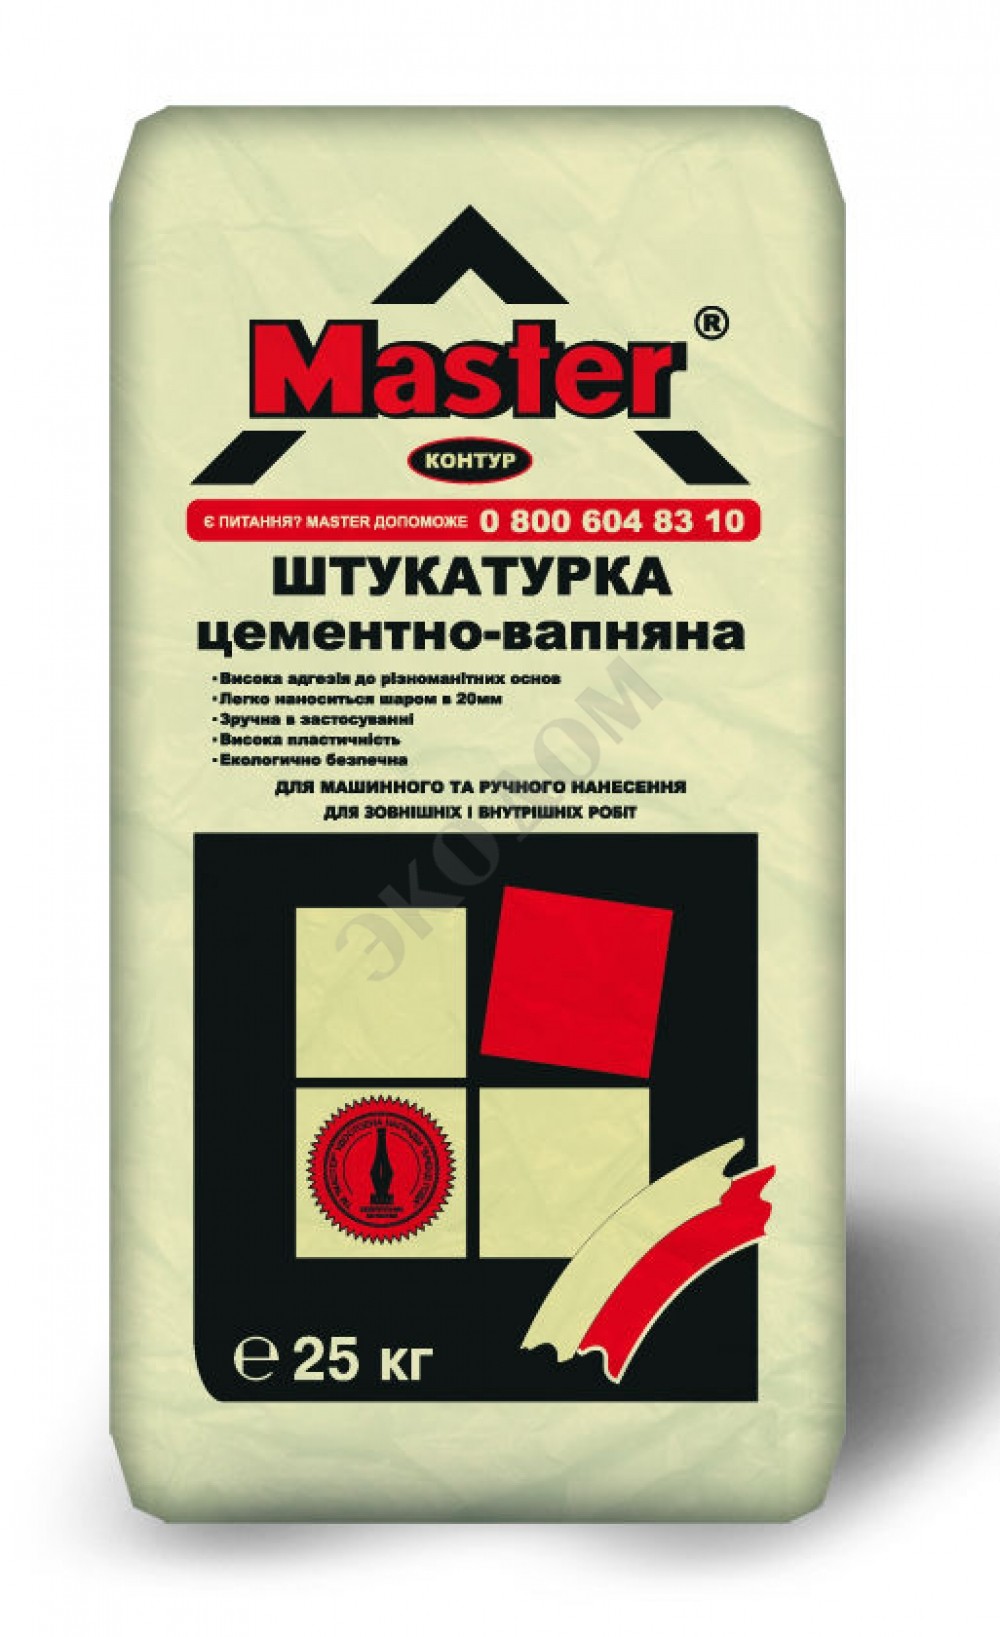 Master®
КОНТУР
Є ПИТАННЯ? MASTER ДОПОМОЖЕ 0 800 604 83 10
ШТУКАТУРКА
цементно-вапняна
·Висока адгезія до різноманітних основ
·Легко наноситься шаром в 20мм
·Зручна в застосуванні
·Висока пластичність
·Екологично безпечна
ДЛЯ МАШИННОГО ТА РУЧНОГО НАНЕСЕННЯ
ДЛЯ ЗОВНІШНІХ І ВНУТРІШНІХ РОБІТ
ЭКОДОМ
℮ 25 кг